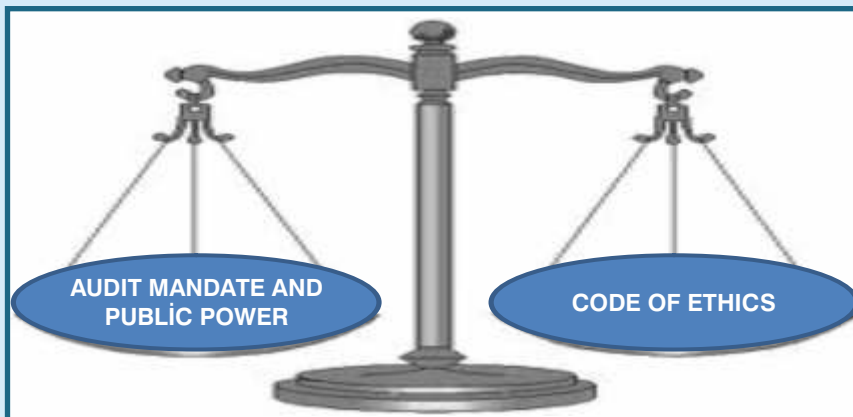 AUDIT MANDATE AND
PUBLİC POWER
CODE OF ETHICS